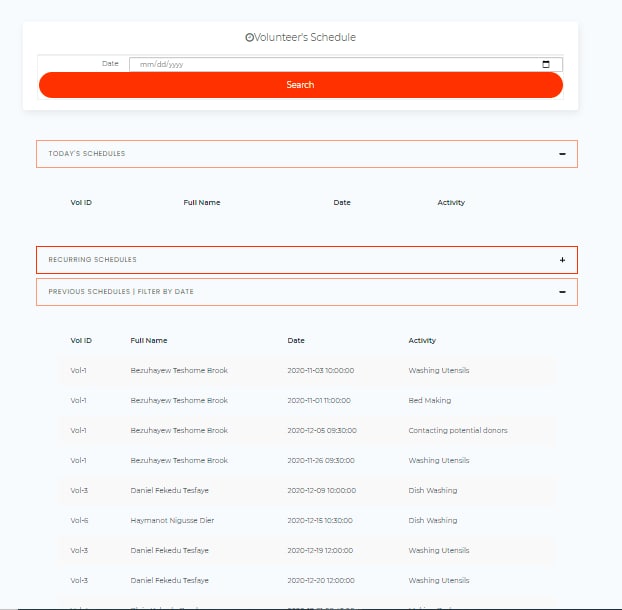 Volunteer's Schedule
Date mm/dd/yyyy
Search
TODAY'S SCHEDULES
Vol ID Full Name Date Activity
RECURRING SCHEDULES
PREVIOUS SCHEDULES | FILTER BY DATE
Vol ID Full Name Date Activity
Vol-1 Bezuhayew Teshome Brook 2020-11-03 10:00:00 Washing Utensils
Vol-1 Bezuhayew Teshome Brook 2020-11-01 11:00:00 Bed Making
Vol-1 Bezuhayew Teshome Brook 2020-12-05 09:30:00 Contacting potential donors
Vol-1 Bezuhayew Teshome Brook 2020-11-26 09:30:00 Washing Utensils
Vol-3 Daniel Fekedu Tesfaye 2020-12-09 10:00:00 Dish Washing
Vol-6 Haymanot Nigusse Dier 2020-12-15 10:30:00 Dish Washing
Vol-3 Daniel Fekedu Tesfaye 2020-12-19 12:00:00 Washing Utensils
Vol-3 Daniel Fekedu Tesfaye 2020-12-20 12:00:00 Washing Utensils